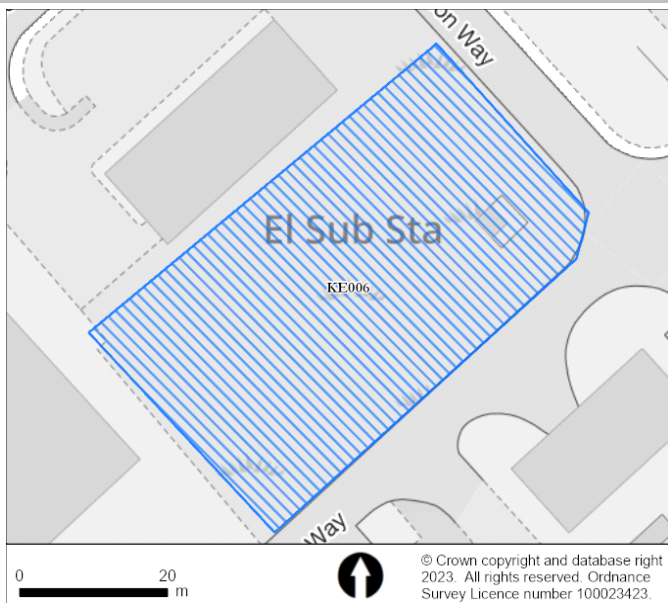 on Way
El Sub Sta
KE006
Way
0 20
m
© Crown copyright and database right
2023. All rights reserved. Ordnance
Survey Licence number 100023423.